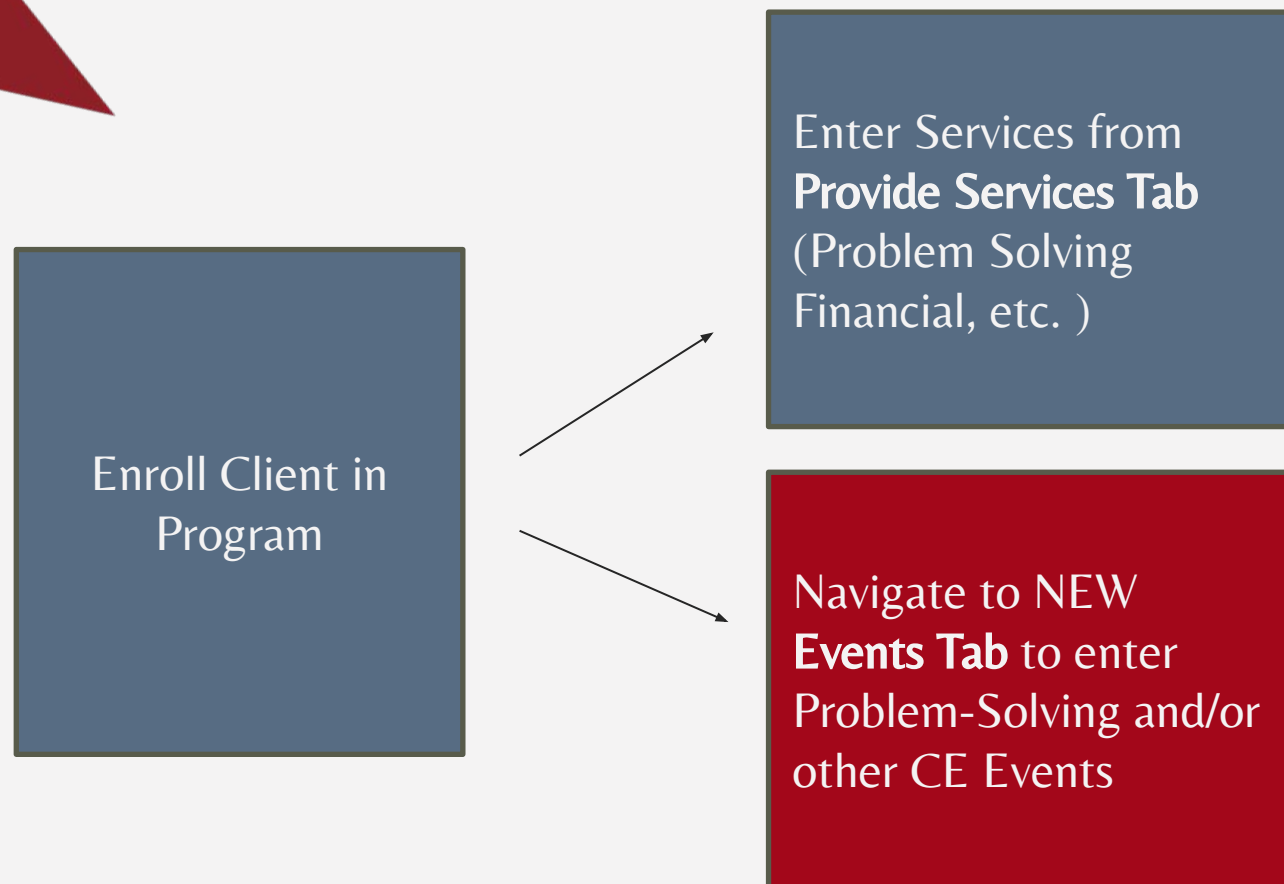 Enroll Client in
Program
Enter Services from
Provide Services Tab
(Problem Solving
Financial, etc. )
Navigate to NEW
Events Tab to enter
Problem-Solving and/or
other CE Events